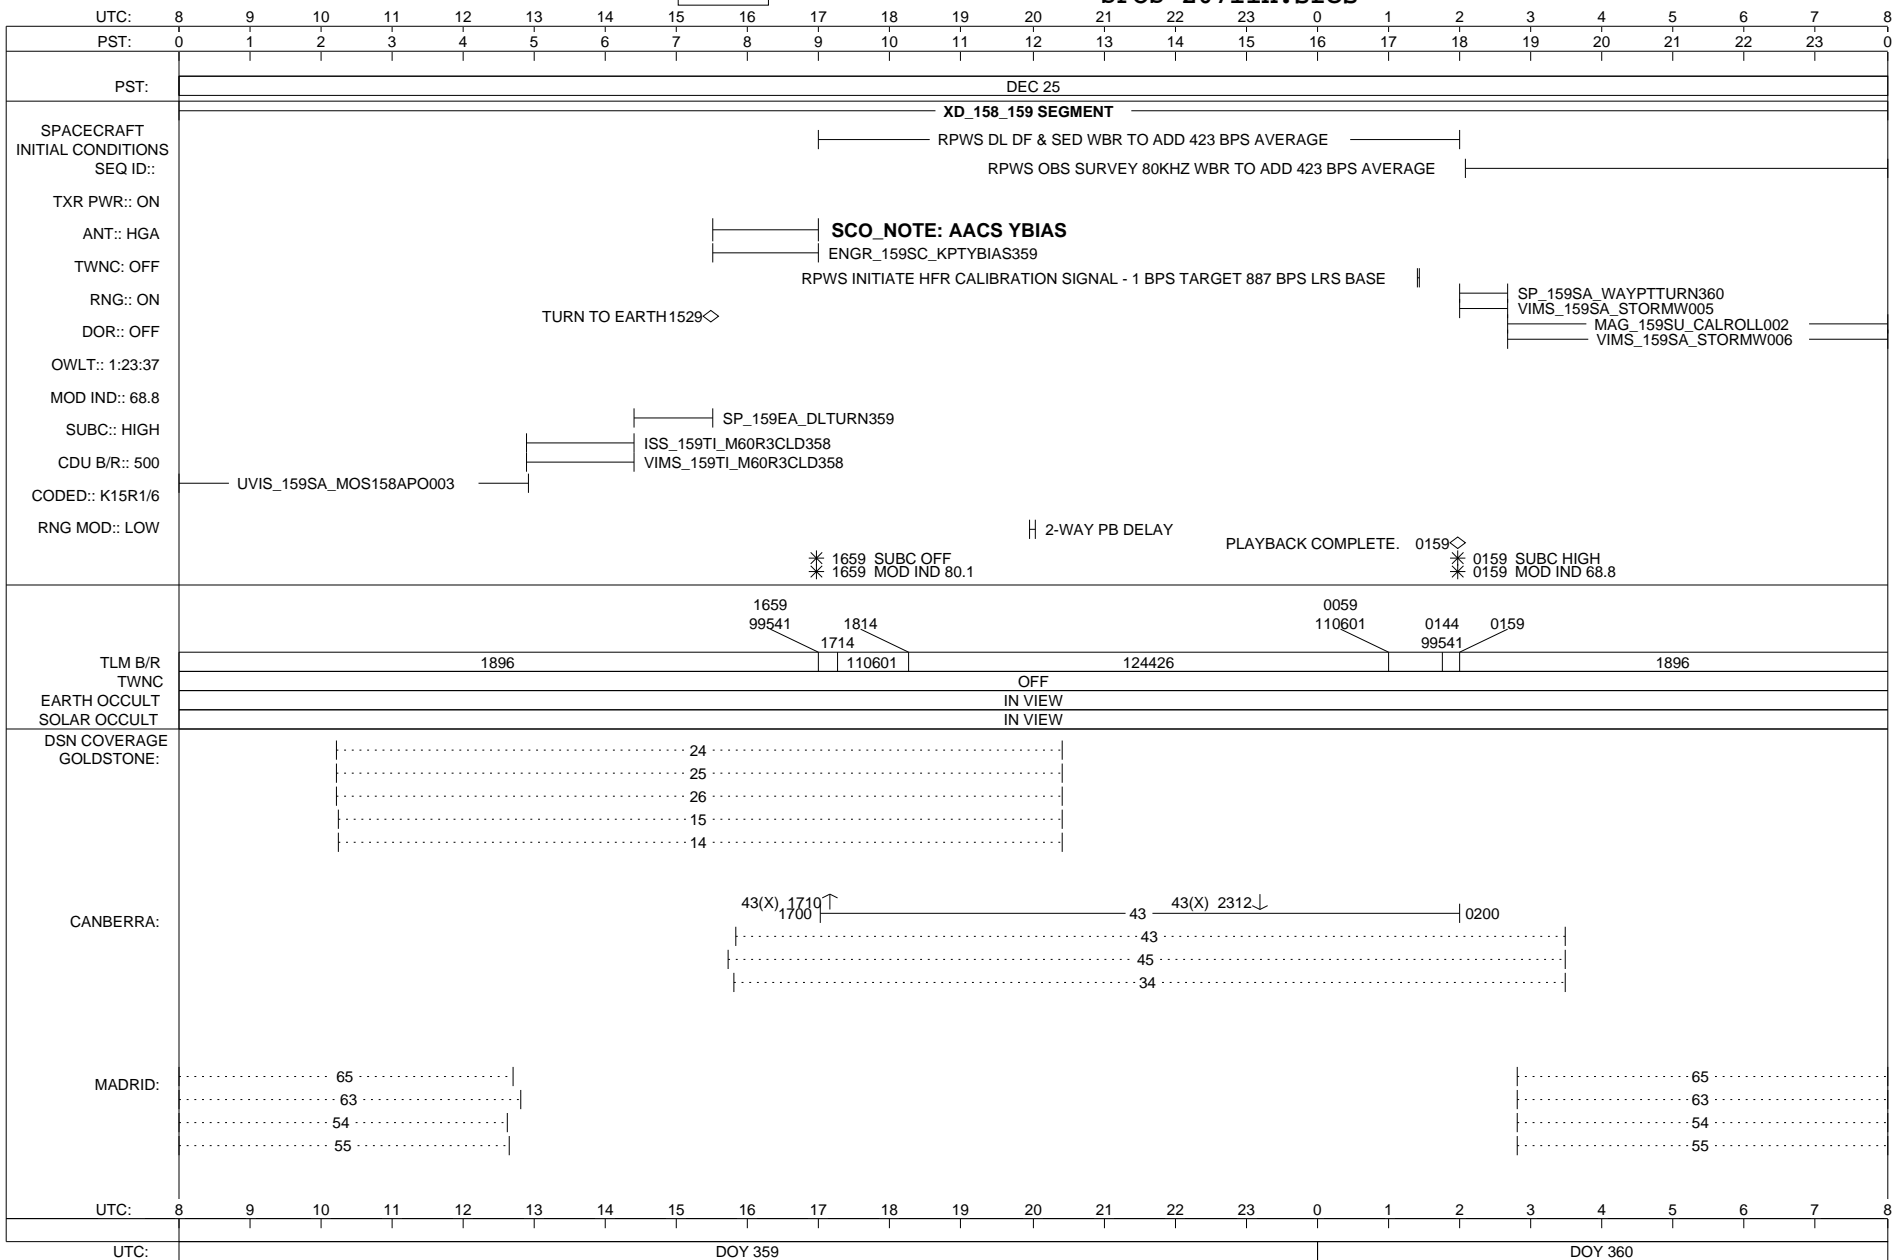 UTC: 8 9 10 11 12 13 14 15 16 17 18 19 20 21 22 23 0 1 2 3 4 5 6 7 8
PST: 0 1 2 3 4 5 6 7 8 9 10 11 12 13 14 15 16 17 18 19 20 21 22 23 0
PST: DEC 25
XD_158_159 SEGMENT
SPACECRAFT
INITIAL CONDITIONS
RPWS DL DF & SED WBR TO ADD 423 BPS AVERAGE
SEQ ID::
RPWS OBS SURVEY 80KHZ WBR TO ADD 423 BPS AVERAGE
TXR PWR:: ON
ANT:: HGA
SCO_NOTE: AACS YBIAS
ENGR_159SC_KPTYBIAS359
TWNC: OFF
RPWS INITIATE HFR CALIBRATION SIGNAL - 1 BPS TARGET 887 BPS LRS BASE
RNG:: ON
SP_159SA_WAYPTTURN360
VIMS_159SA_STORMW005
TURN TO EARTH 1529
DOR:: OFF
MAG_159SU_CALROLL002
VIMS_159SA_STORMW006
OWLT:: 1:23:37
MOD IND:: 68.8
SP_159EA_DLTURN359
SUBC:: HIGH
ISS_159TI_M60R3CLD358
CDU B/R:: 500
VIMS_159TI_M60R3CLD358
UVIS_159SA_MOS158APO003
CODED:: K15R1/6
RNG MOD:: LOW
2-WAY PB DELAY
PLAYBACK COMPLETE. 0159
1659 SUBC OFF 0159 SUBC HIGH
1659 MOD IND 80.1 0159 MOD IND 68.8
1659 0059
99541 1814 110601 0144 0159
1714 99541
TLM B/R 1896 110601 124426 1896
TWNC OFF
EARTH OCCULT IN VIEW
SOLAR OCCULT IN VIEW
DSN COVERAGE
GOLDSTONE:
24
25
26
15
14
CANBERRA:
43(X) 1710 43(X) 2312
1700 43 0200
43
45
34
MADRID:
65 65
63 63
54 54
55 55
UTC: 8 9 10 11 12 13 14 15 16 17 18 19 20 21 22 23 0 1 2 3 4 5 6 7 8
UTC: DOY 359 DOY 360